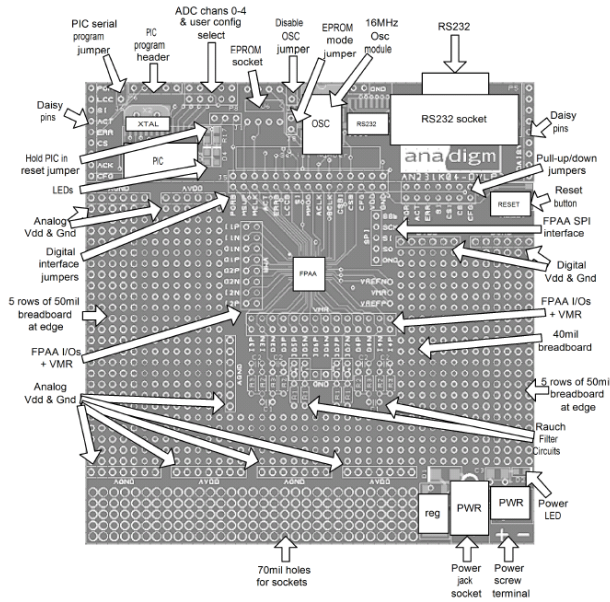 PIC serial
program
jumper
PIC
program
header
ADC chans 0-4
& user config
select
EPROM
socket
Disable
OSC
jumper
EPROM
mode
jumper
16MHz
Osc
module
RS232
Daisy
pins
XTAL
PIC
OSC
RS232
RS232 socket
Daisy
pins
anadigm
Hold PIC in
reset jumper
LEDs
Pull-up/down
jumpers
Reset
button
RESET
Analog
Vdd & Gnd
FPAA SPI
interface
Digital
interface
jumpers
FPAA
Digital
Vdd & Gnd
5 rows of 50mil
breadboard
at edge
FPAA I/Os
+ VMR
FPAA I/Os
+ VMR
40mil
breadboard
Analog
Vdd & Gnd
5 rows of 50mil
breadboard
at edge
Rauch
Filter
Circuits
AGND
AVDD
AGND
AVDD
reg
PWR
PWR
+ −
Power
LED
70mil holes
for sockets
Power
jack
socket
Power
screw
terminal